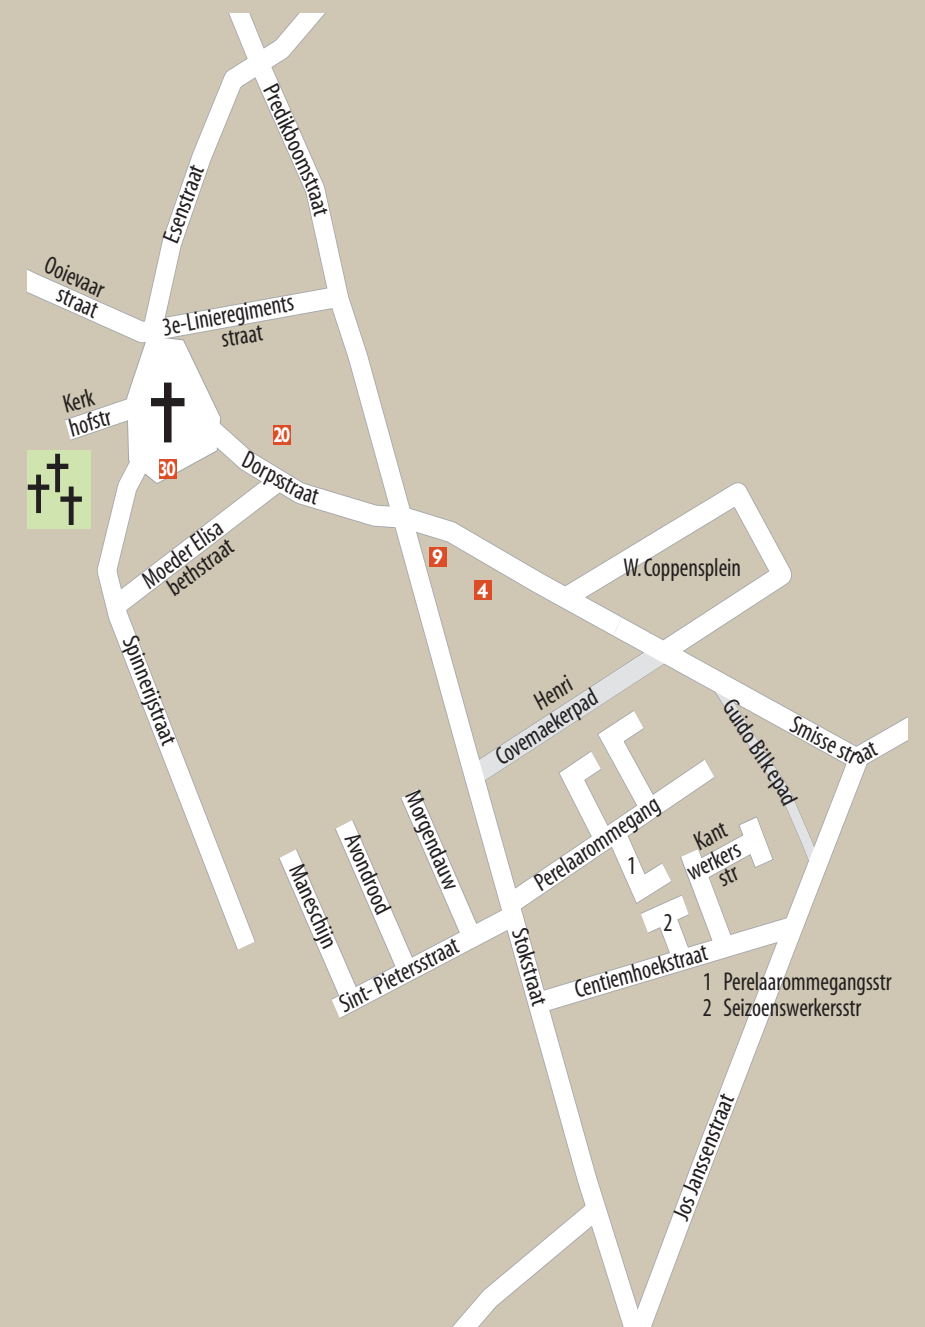 Predikboomstraat
Esenstraat
Ooievaar
straat
3e-Linieregiments
straat
Kerk
hofstr
20
30
Dorpsstraat
Moeder Elisa
bethstraat
9
4
W. Coppensplein
Spinnerijstraat
Henri
Covemaekerpad
Guido Bilkepad
Smisse straat
Morgendauw
Avondrood
Maneschijn
Perelaarommegang
1
Kant
werkers
str
2
Sint- Pietersstraat
Stokstraat
Centiemhoekstraat
1 Perelaarommegangsstr
2 Seizoenswerkersstr
Jos Janssenstraat